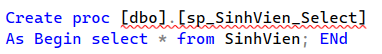 Create proc [dbo].[sp_SinhVien_Select]
As Begin select * from SinhVien; ENd